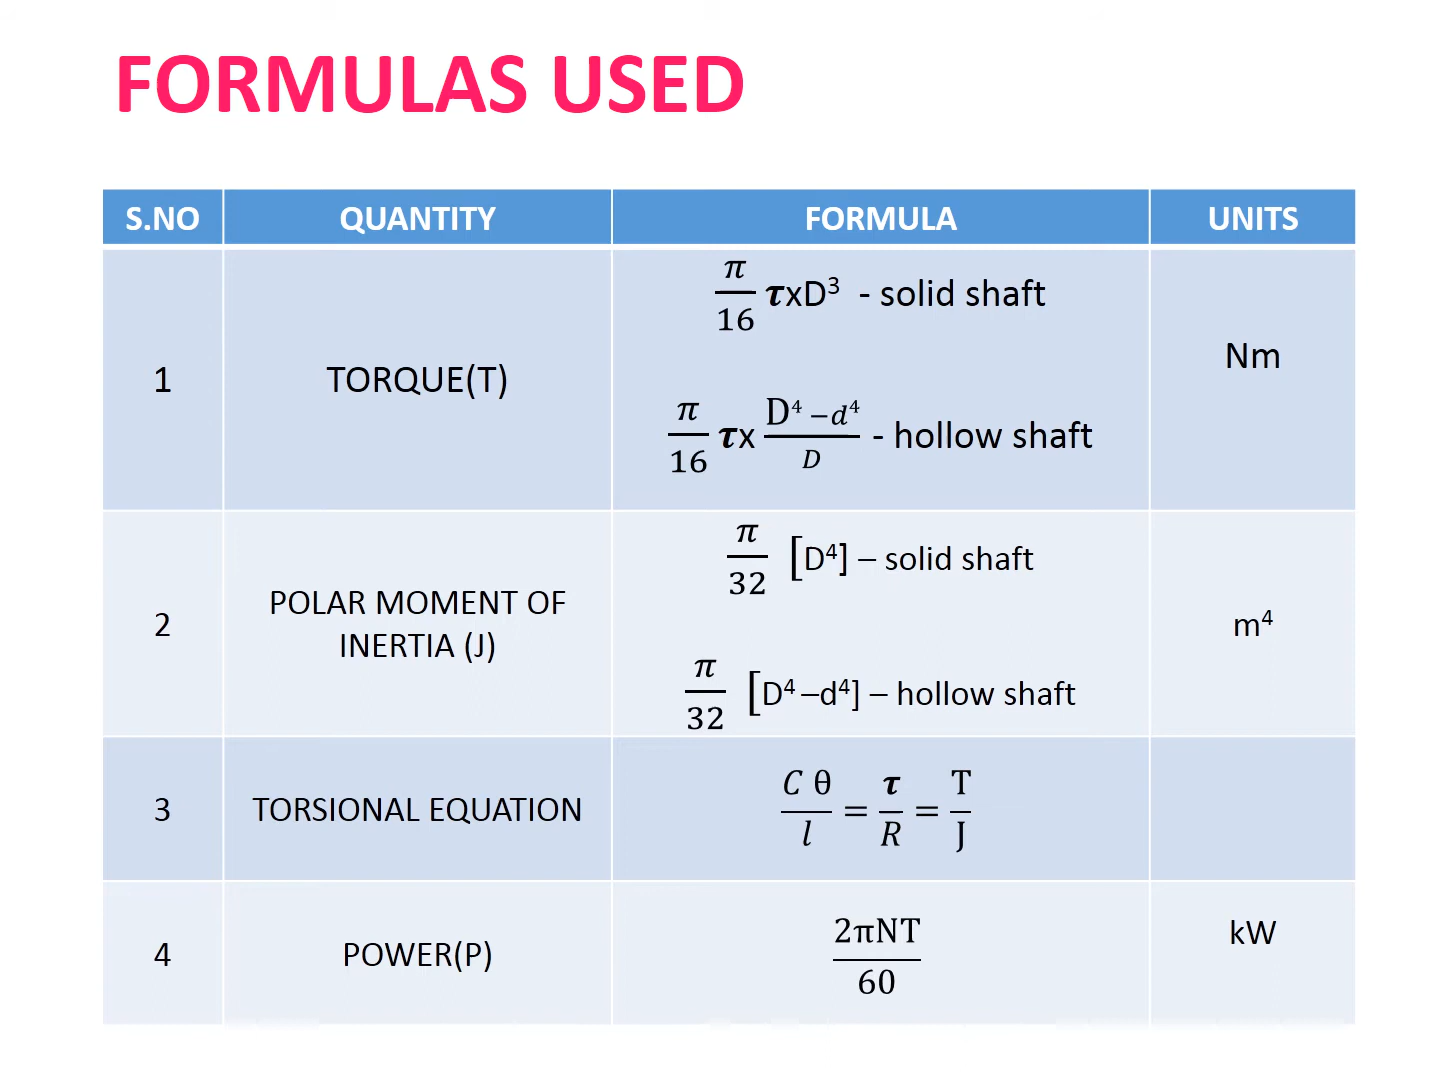 FORMULAS USED
S.NO QUANTITY FORMULA UNITS
1 TORQUE(T) π/16 τxD³ - solid shaft Nm
π/16 τx (D⁴ – d⁴)/D - hollow shaft
2 POLAR MOMENT OF INERTIA (J) π/32 [D⁴] – solid shaft m⁴
π/32 [D⁴ –d⁴] – hollow shaft
3 TORSIONAL EQUATION C θ/l = τ/R = T/J
4 POWER(P) 2πNT/60 kW